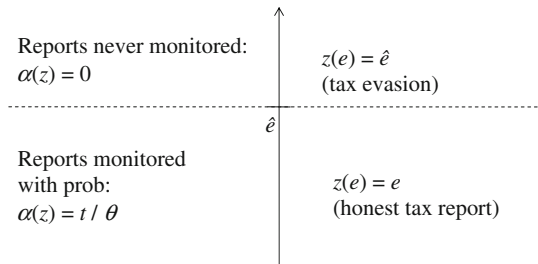 Reports never monitored:
α(z) = 0
z(e) = ê
(tax evasion)
ê
Reports monitored
with prob:
α(z) = t / θ
z(e) = e
(honest tax report)